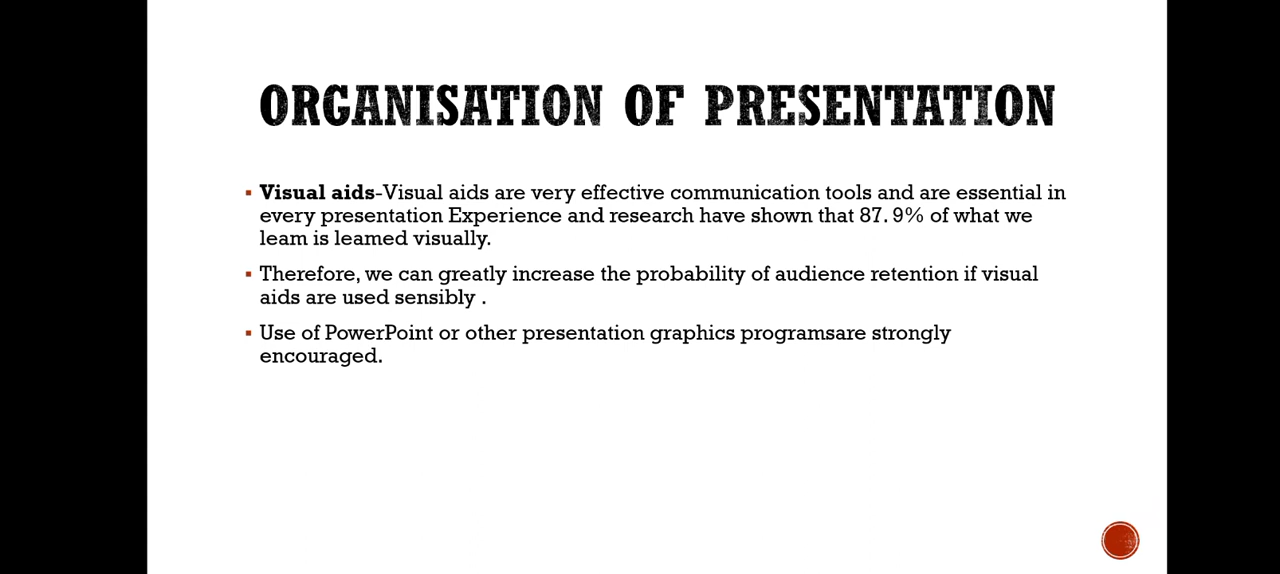 ORGANISATION OF PRESENTATION
Visual aids-Visual aids are very effective communication tools and are essential in
every presentation Experience and research have shown that 87. 9% of what we
leam is leamed visually.
Therefore, we can greatly increase the probability of audience retention if visual
aids are used sensibly .
Use of PowerPoint or other presentation graphics programsare strongly
encouraged.